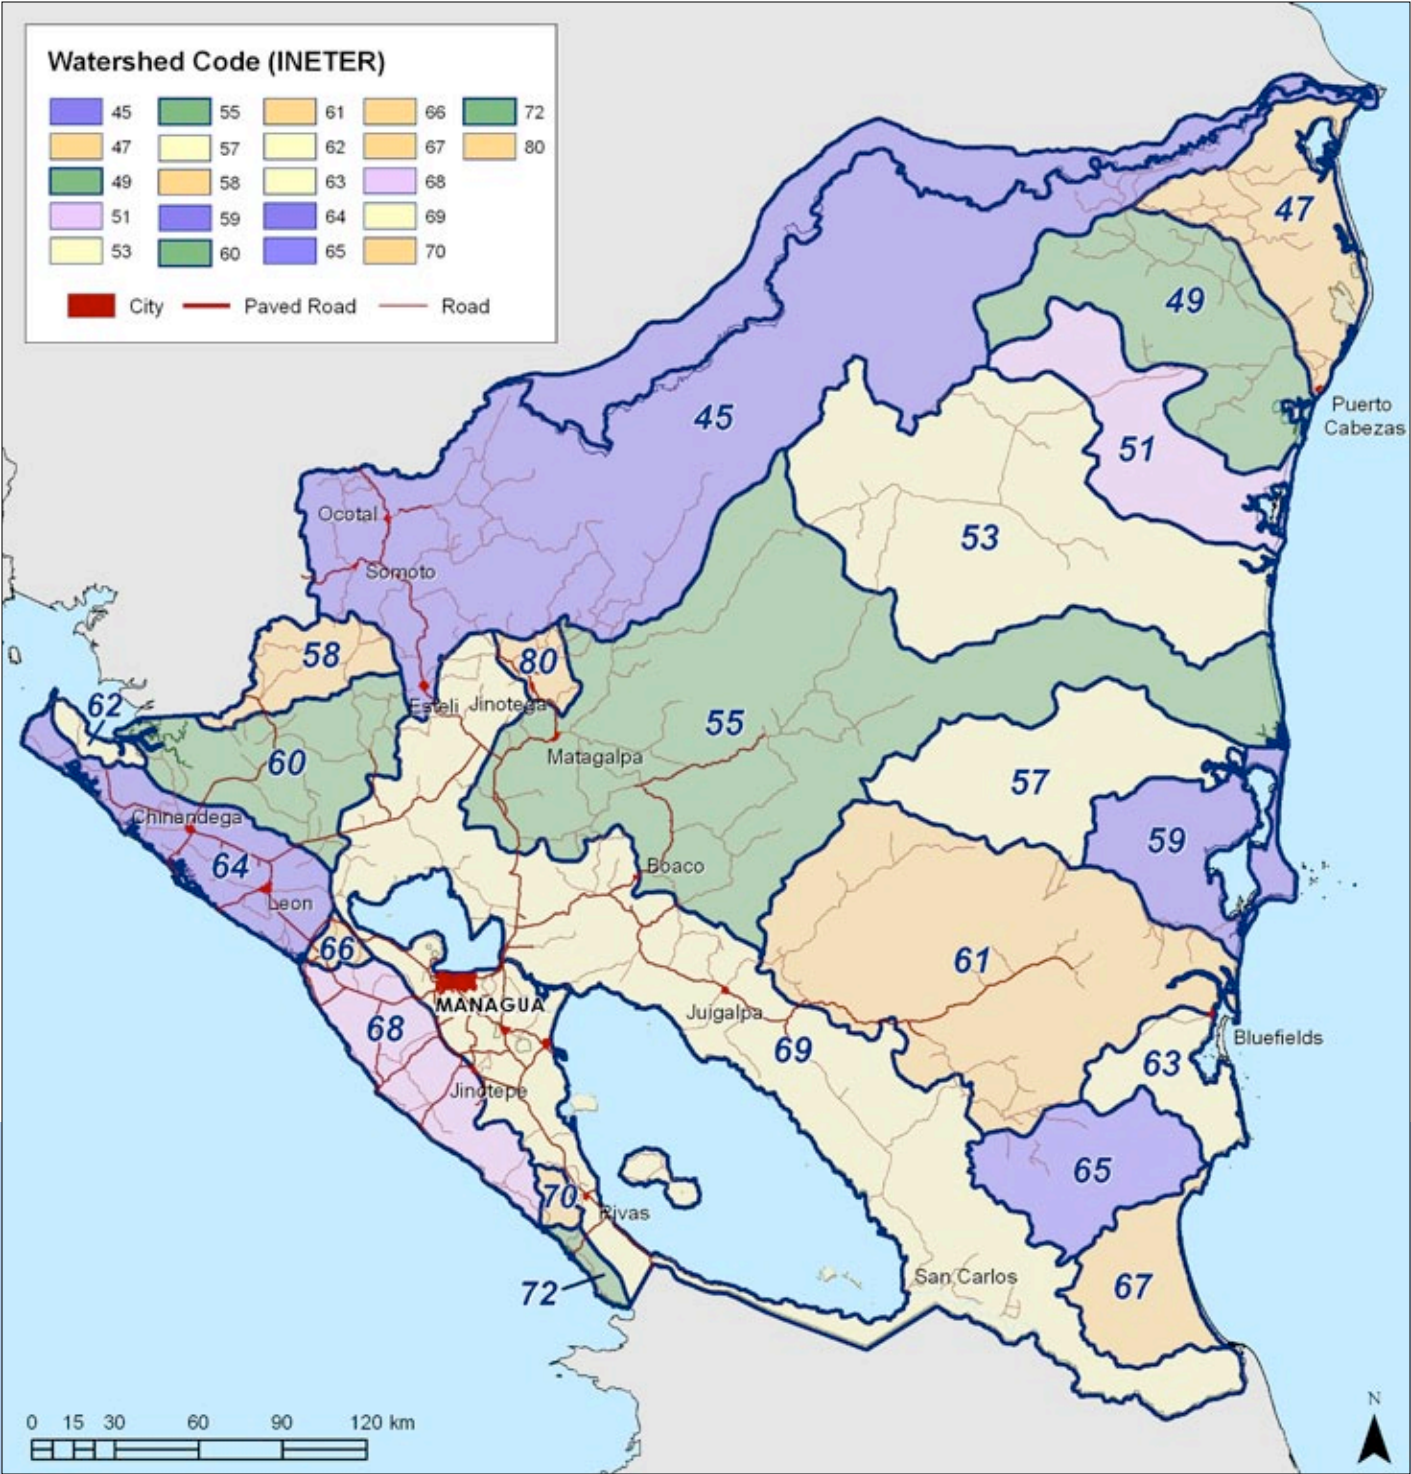 Watershed Code (INETER)
45 55 61 66 72
47 57 62 67 80
49 58 63 68
51 59 64 69
53 60 65 70
City Paved Road Road
47
49
45
Puerto
Cabezas
51
Ocotal
53
Somoto
58
80
62
Esteli Jinotega
55
Matagalpa
60
57
Chinandega
59
64
Boaco
Leon
66
61
MANAGUA
Juigalpa
68
Bluefields
69
63
Jinotepe
65
70
Rivas
San Carlos
67
72
0 15 30 60 90 120 km
N